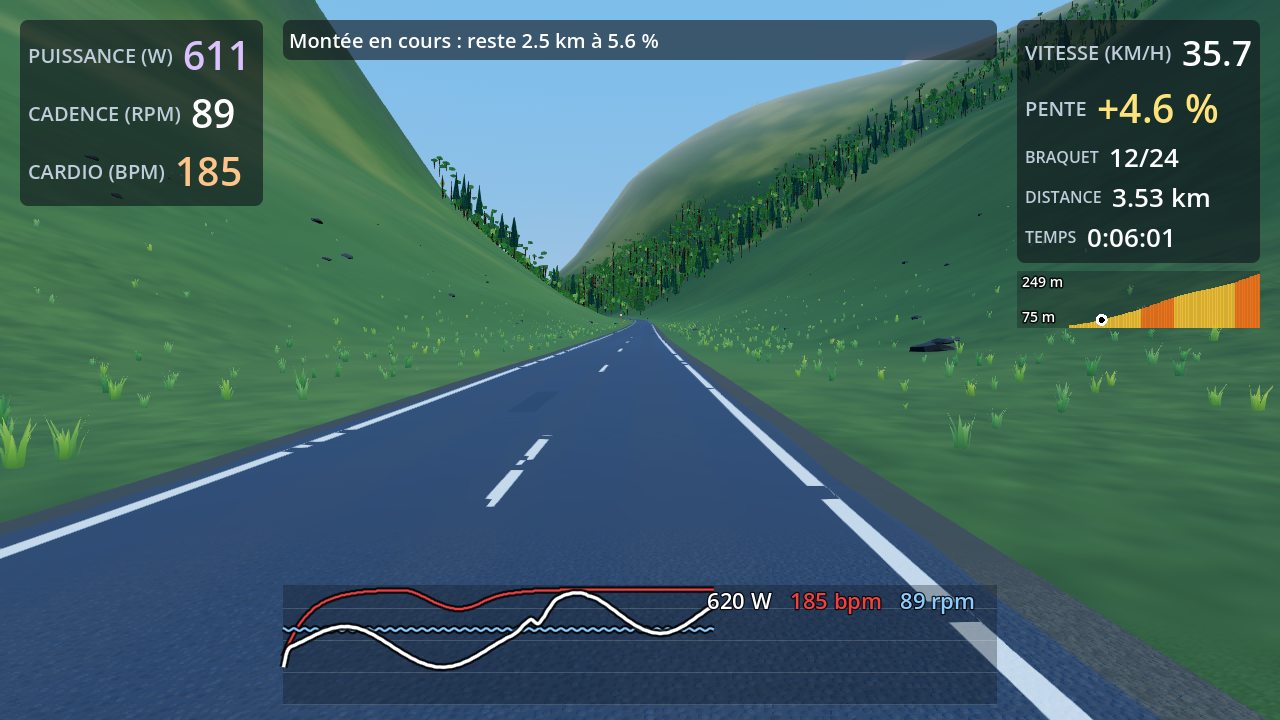 PUISSANCE (W) 611
CADENCE (RPM) 89
CARDIO (BPM) 185
Montée en cours : reste 2.5 km à 5.6 %
VITESSE (KM/H) 35.7
PENTE +4.6 %
BRAQUET 12/24
DISTANCE 3.53 km
TEMPS 0:06:01
249 m
75 m
620 W 185 bpm 89 rpm